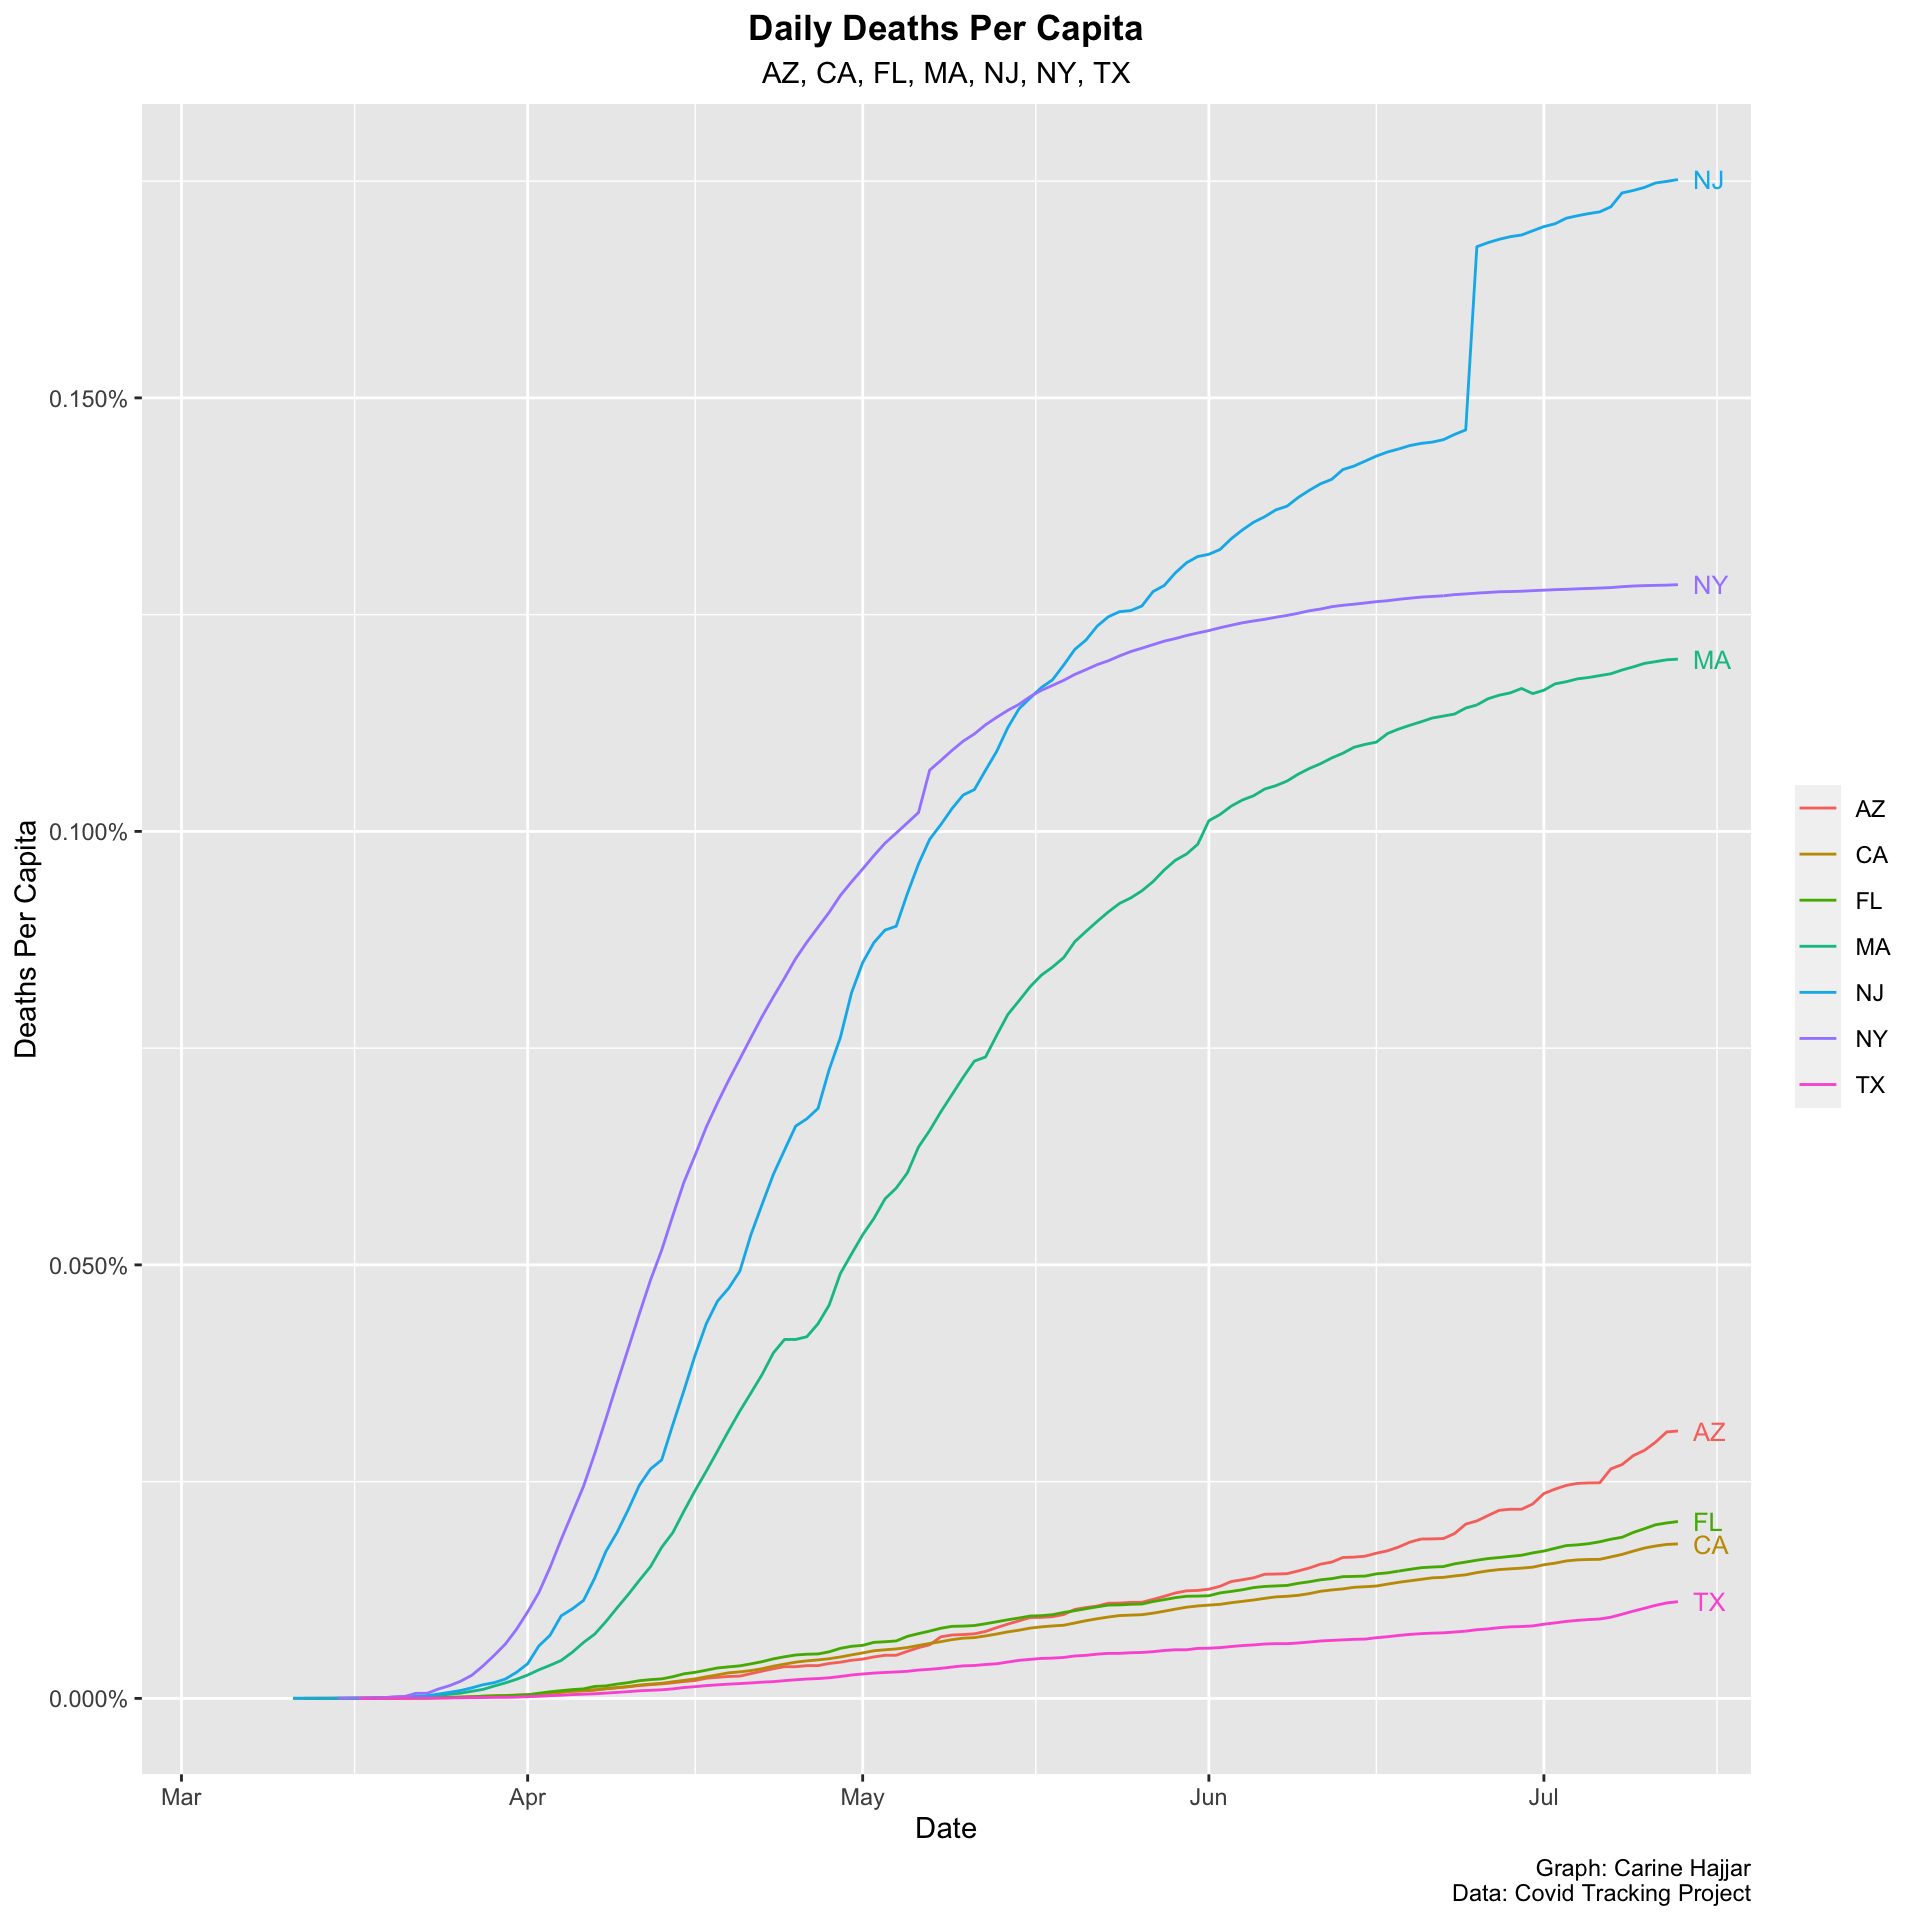 Daily Deaths Per Capita
AZ, CA, FL, MA, NJ, NY, TX
Deaths Per Capita
0.150%
0.100%
0.050%
0.000%
NJ
NY
MA
AZ
FL
CA
TX
Mar
Apr
May
Jun
Jul
Date
AZ
CA
FL
MA
NJ
NY
TX
Graph: Carine Hajjar
Data: Covid Tracking Project